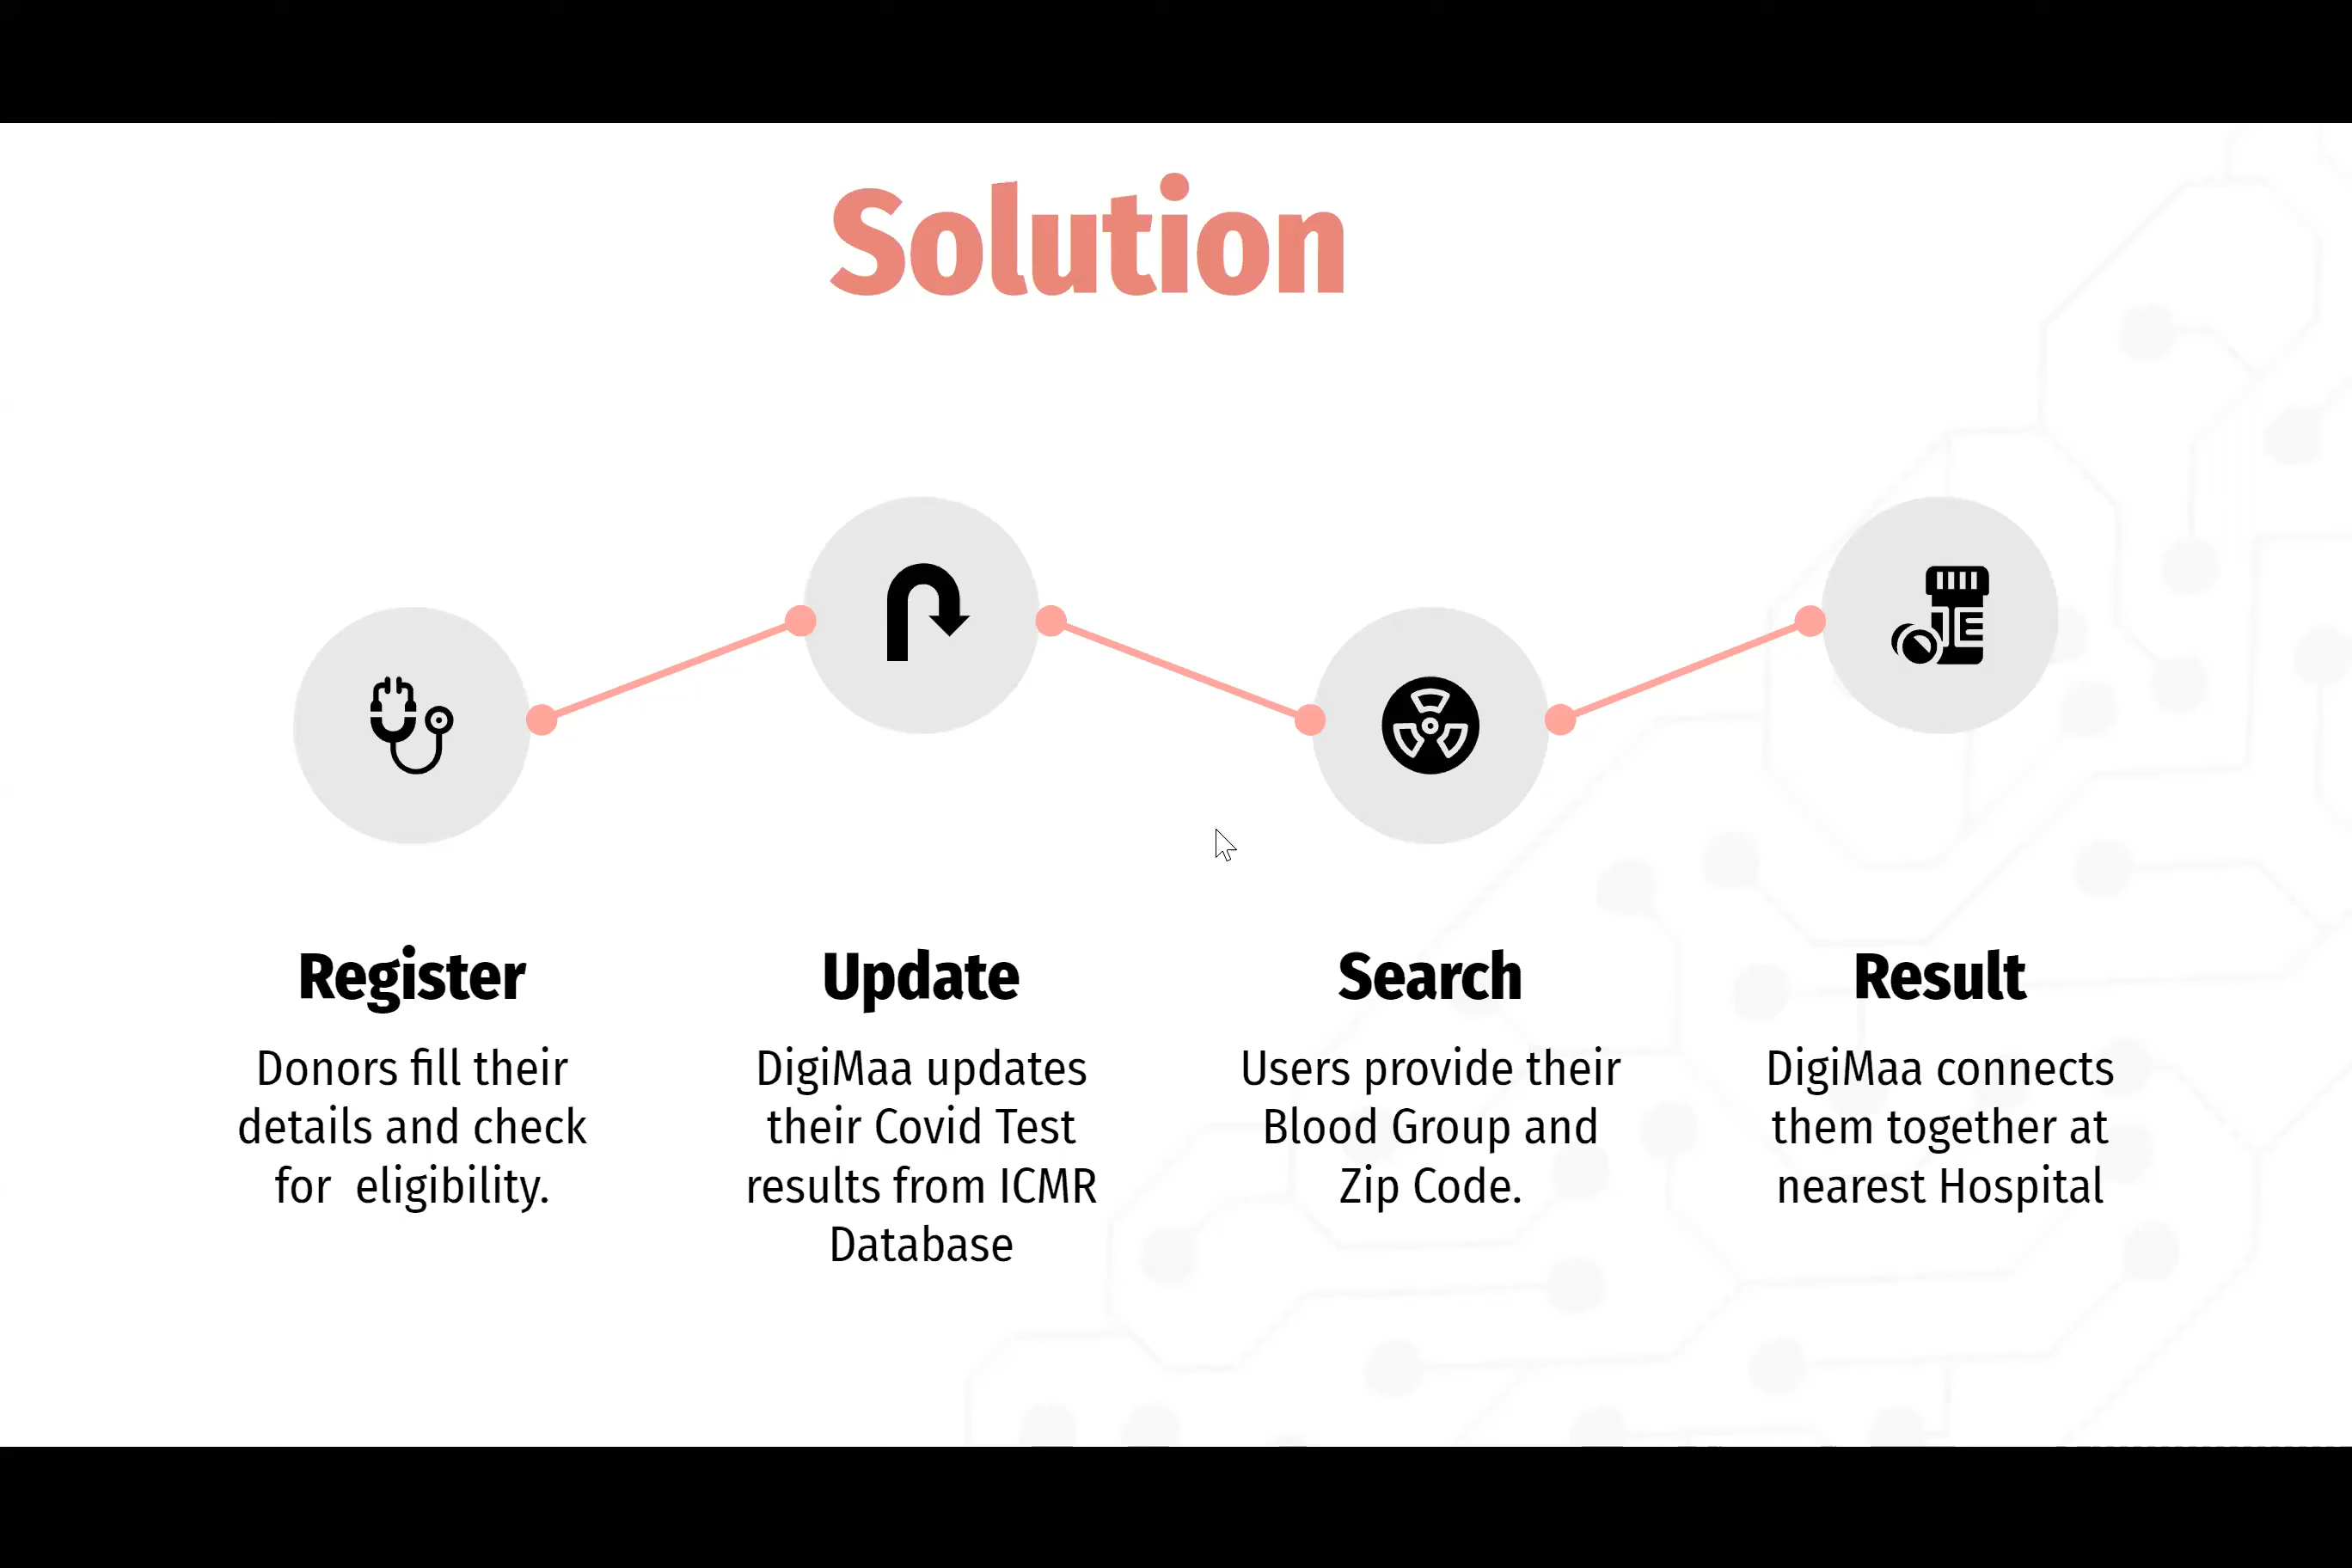 Solution
Register
Donors fill their
details and check
for  eligibility.
Update
DigiMaa updates
their Covid Test
results from ICMR
Database
Search
Users provide their
Blood Group and
Zip Code.
Result
DigiMaa connects
them together at
nearest Hospital